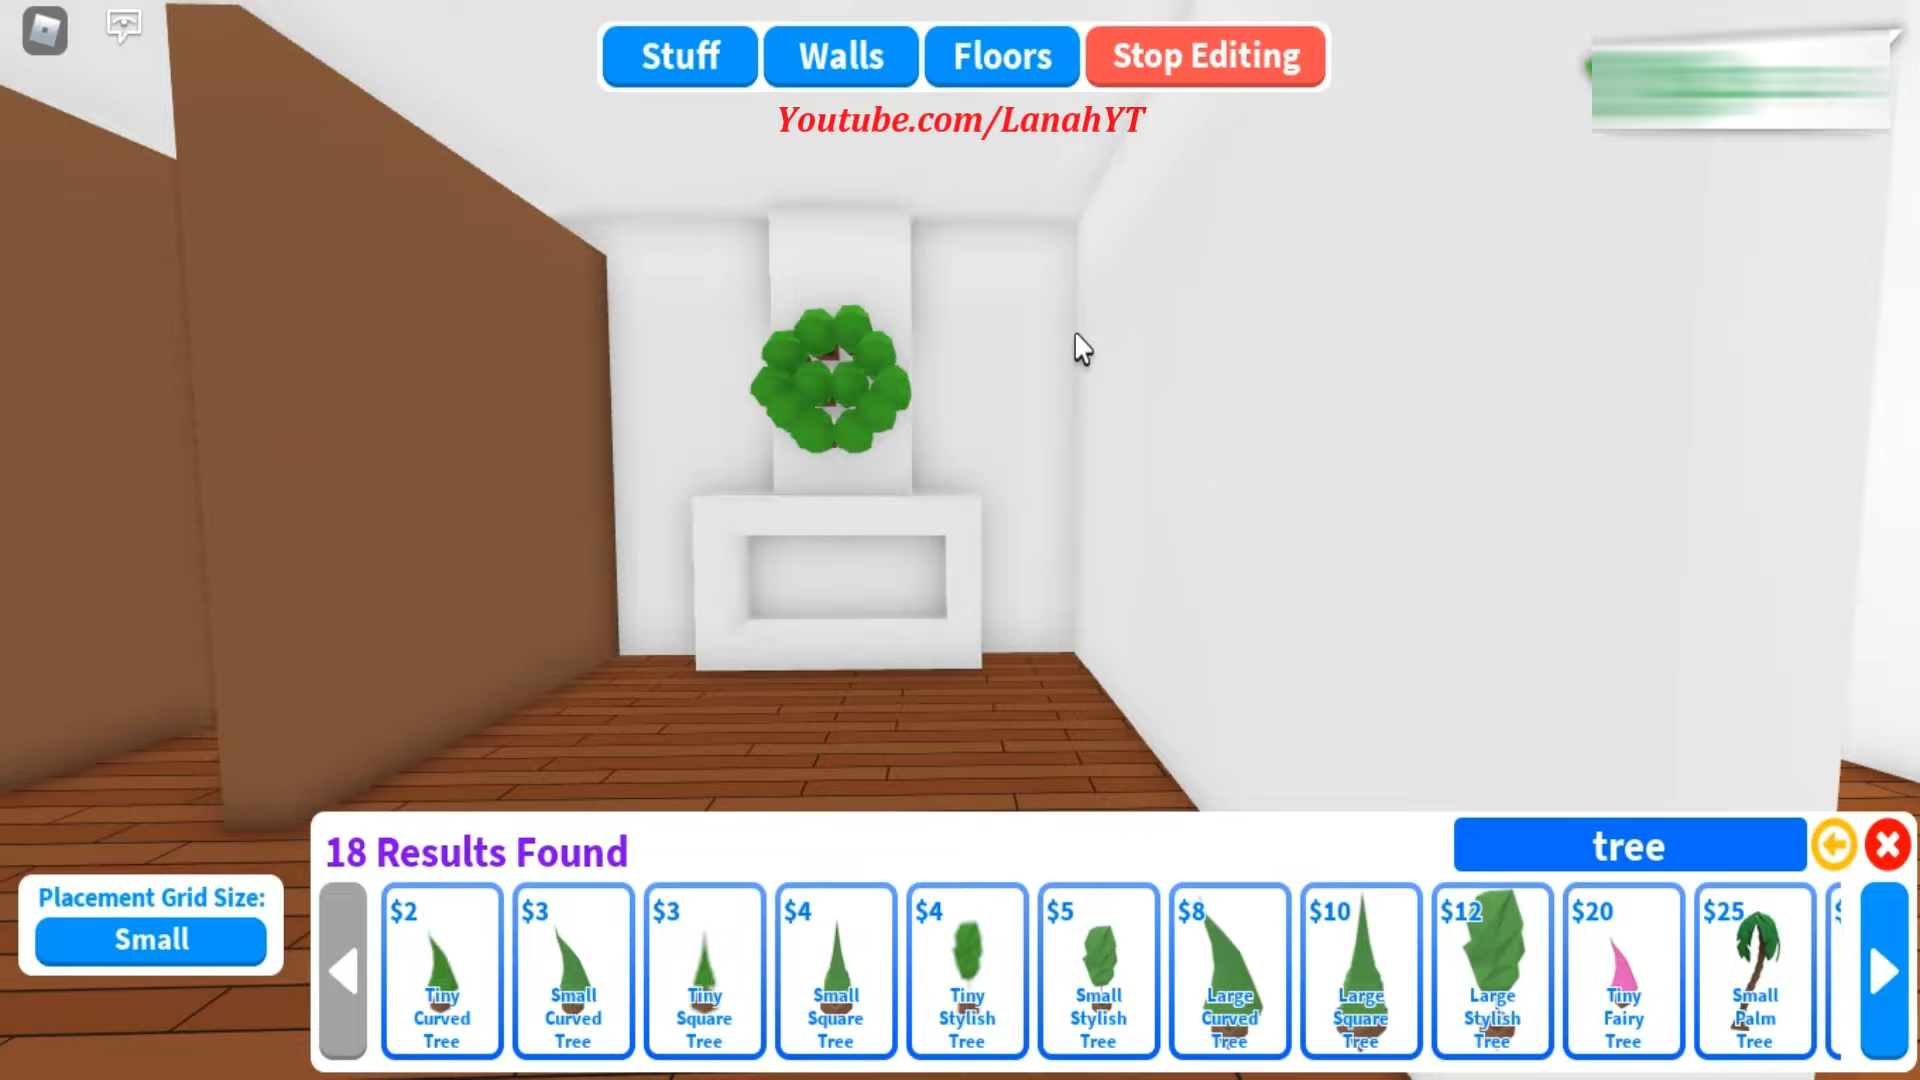 Stuff Walls Floors Stop Editing
Youtube.com/LanahYT
18 Results Found
tree
Placement Grid Size:
Small
$2
Tiny
Curved
Tree
$3
Small
Curved
Tree
$3
Tiny
Square
Tree
$4
Small
Square
Tree
$4
Tiny
Stylish
Tree
$5
Small
Stylish
Tree
$8
Large
Curved
Tree
$10
Large
Square
Tree
$12
Large
Stylish
Tree
$20
Tiny
Fairy
Tree
$25
Small
Palm
Tree